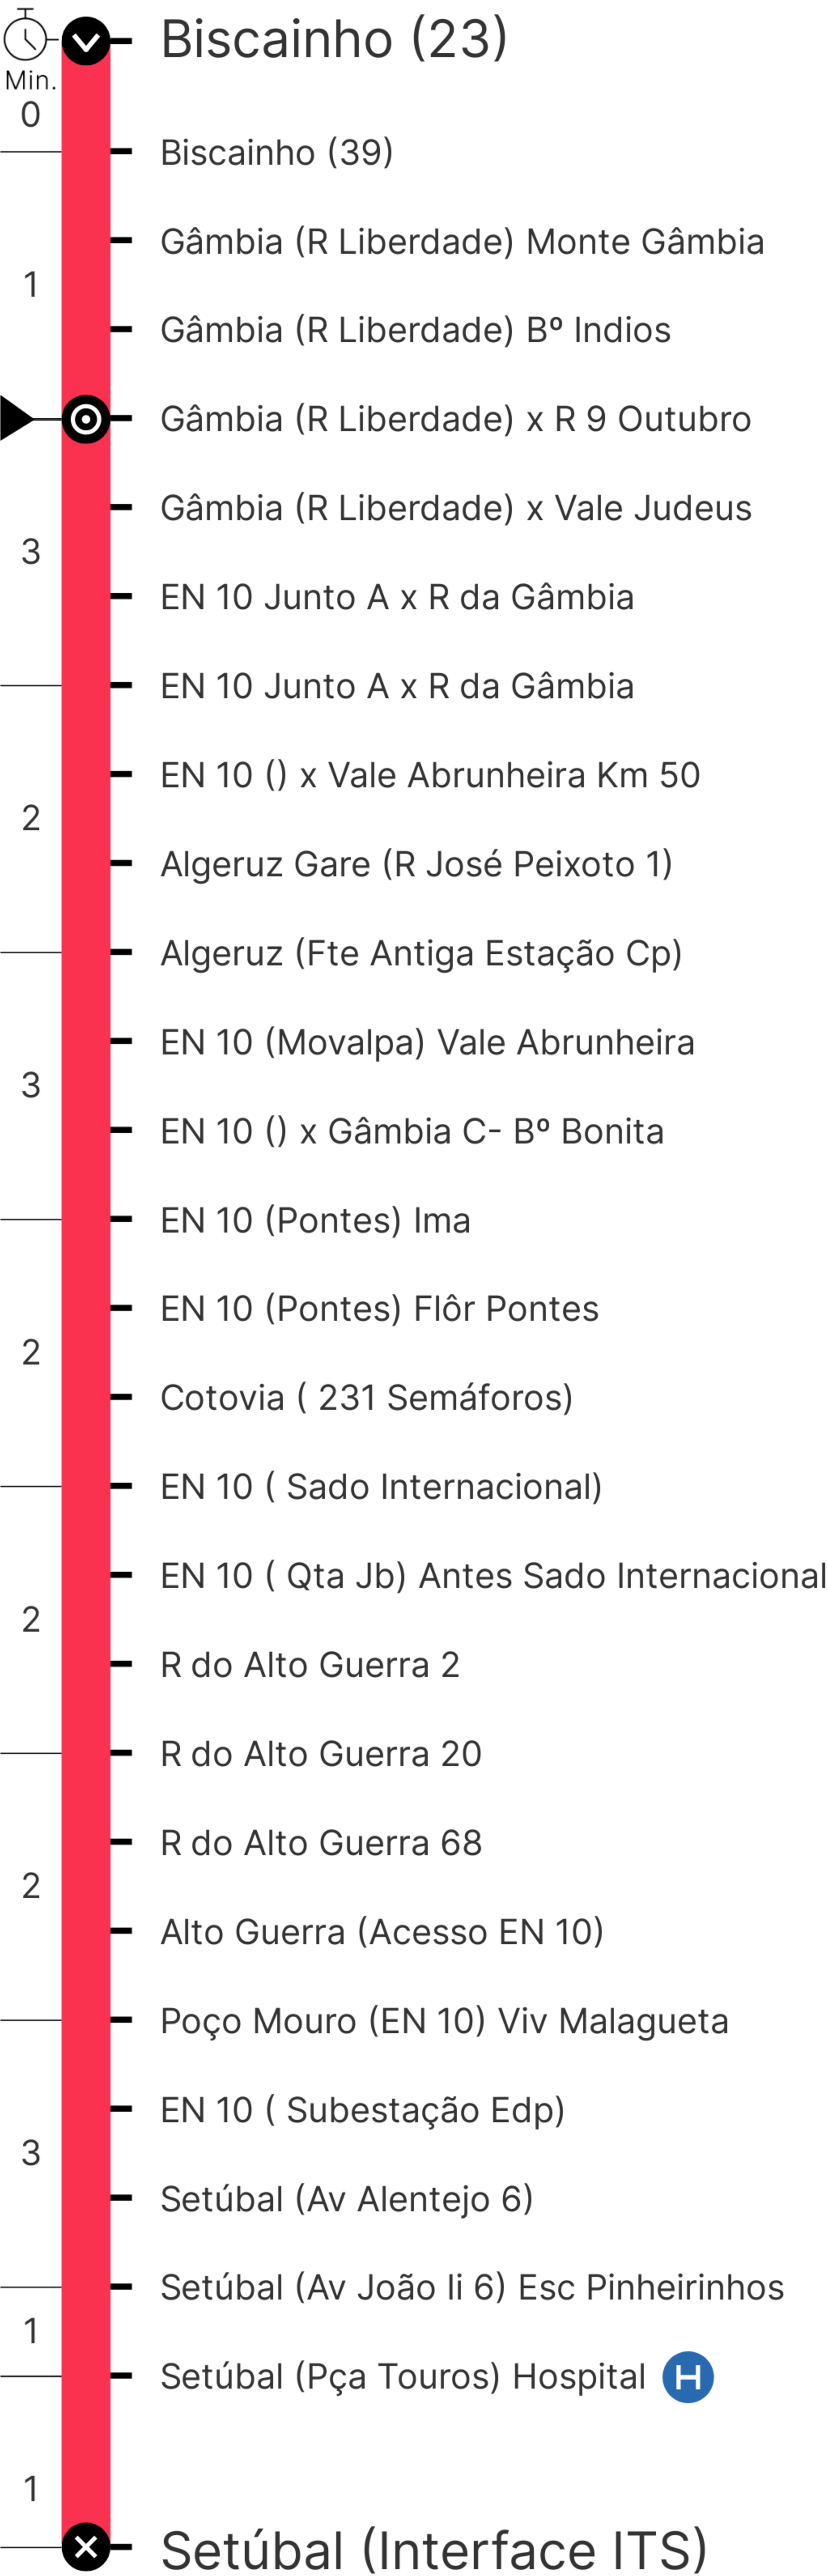 Biscainho (23)
Min.
0
Biscainho (39)
Gâmbia (R Liberdade) Monte Gâmbia
1
Gâmbia (R Liberdade) Bº Indios
Gâmbia (R Liberdade) x R 9 Outubro
Gâmbia (R Liberdade) x Vale Judeus
3
EN 10 Junto A x R da Gâmbia
EN 10 Junto A x R da Gâmbia
EN 10 () x Vale Abrunheira Km 50
2
Algeruz Gare (R José Peixoto 1)
Algeruz (Fte Antiga Estação Cp)
EN 10 (Movalpa) Vale Abrunheira
3
EN 10 () x Gâmbia C- Bº Bonita
EN 10 (Pontes) Ima
EN 10 (Pontes) Flôr Pontes
2
Cotovia ( 231 Semáforos)
EN 10 ( Sado Internacional)
EN 10 ( Qta Jb) Antes Sado Internacional
2
R do Alto Guerra 2
R do Alto Guerra 20
R do Alto Guerra 68
2
Alto Guerra (Acesso EN 10)
Poço Mouro (EN 10) Viv Malagueta
EN 10 ( Subestação Edp)
3
Setúbal (Av Alentejo 6)
Setúbal (Av João Ii 6) Esc Pinheirinhos
1
Setúbal (Pça Touros) Hospital H
1
Setúbal (Interface ITS)